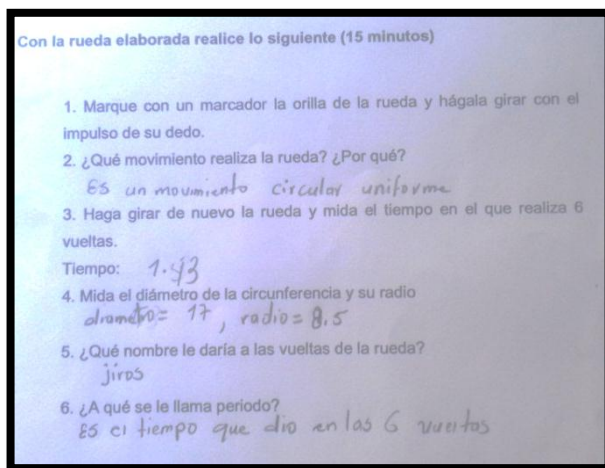 Con la rueda elaborada realice lo siguiente (15 minutos)
1. Marque con un marcador la orilla de la rueda y hágala girar con el
impulso de su dedo.
2. ¿Qué movimiento realiza la rueda? ¿Por qué?
Es un movimiento circular uniforme
3. Haga girar de nuevo la rueda y mida el tiempo en el que realiza 6
vueltas.
Tiempo: 1.43
4. Mida el diámetro de la circunferencia y su radio
diametro = 17, radio = 8.5
5. ¿Qué nombre le daría a las vueltas de la rueda?
jiros
6. ¿A qué se le llama periodo?
Es el tiempo que dio en las 6 vueltas